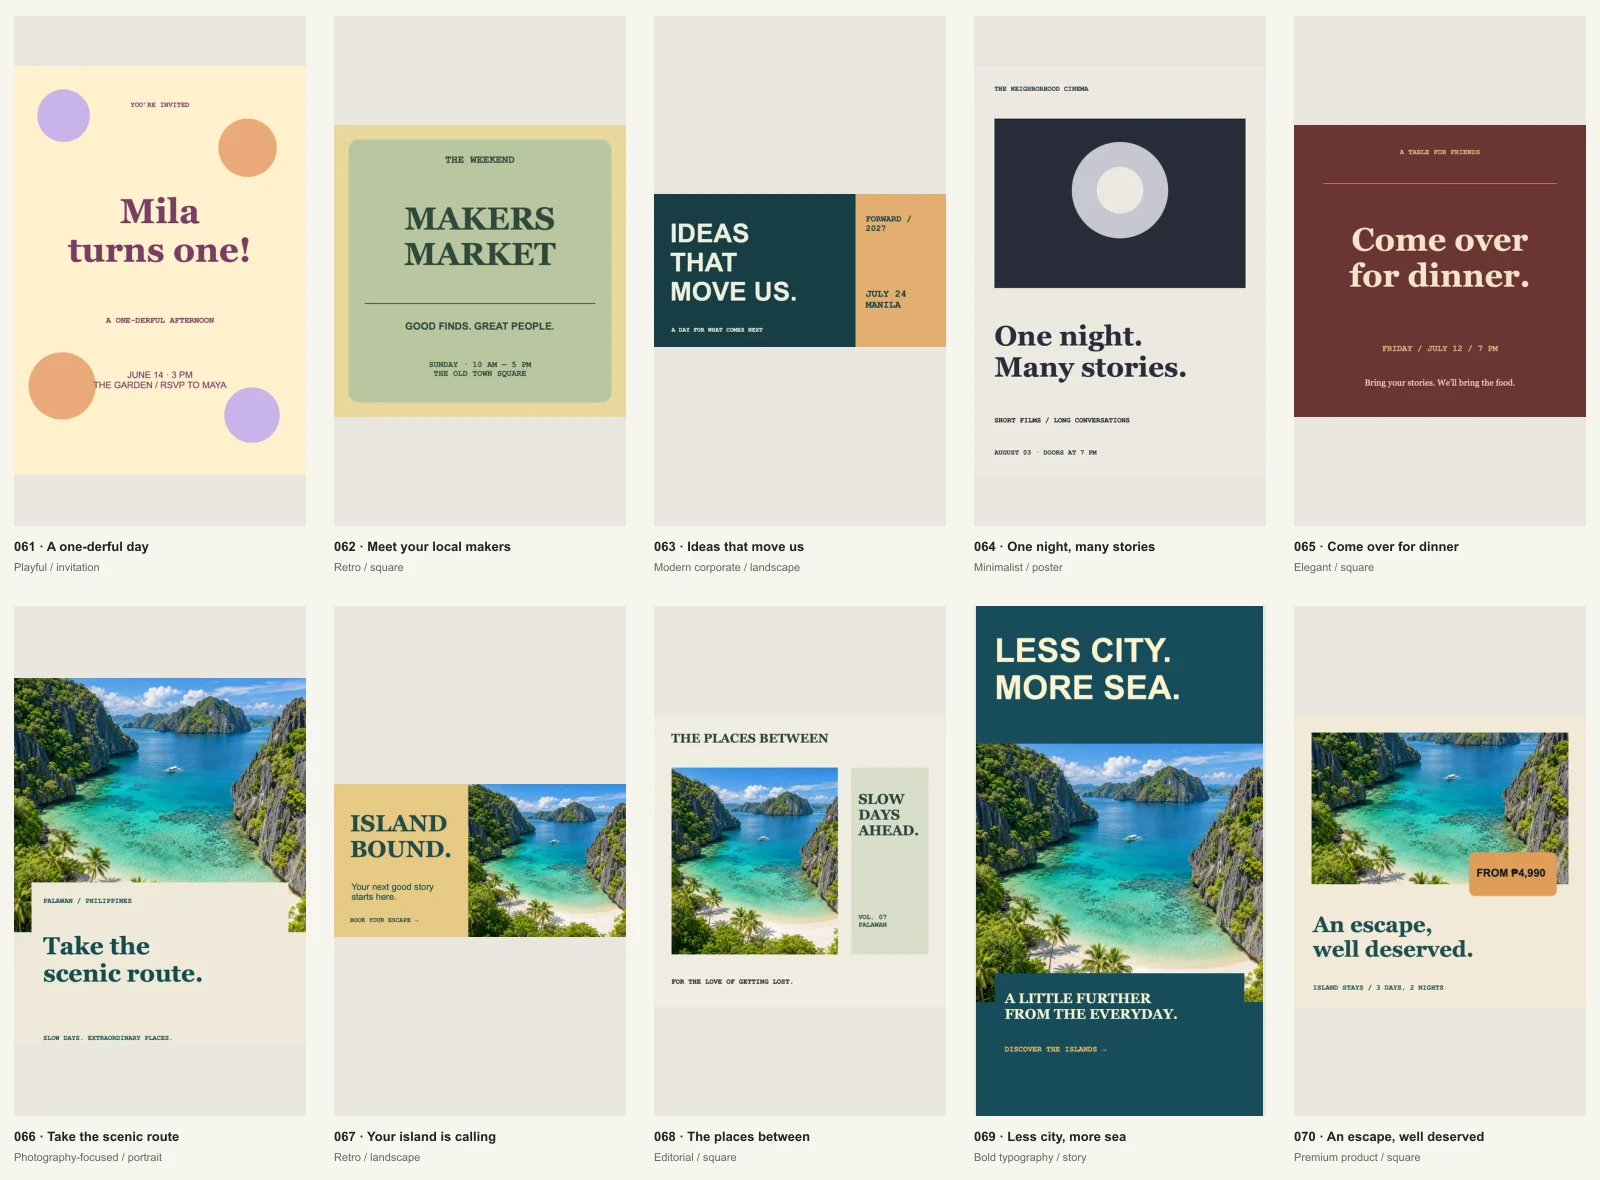 YOU'RE INVITED
Mila
turns one!
A ONE-DERFUL AFTERNOON
JUNE 14 · 3 PM
THE GARDEN / RSVP TO MAYA
061 · A one-derful day
Playful / invitation
THE WEEKEND
MAKERS
MARKET
GOOD FINDS. GREAT PEOPLE.
SUNDAY · 10 AM — 5 PM
THE OLD TOWN SQUARE
062 · Meet your local makers
Retro / square
IDEAS
THAT
MOVE US.
A DAY FOR WHAT COMES NEXT
FORWARD /
2027
JULY 24
MANILA
063 · Ideas that move us
Modern corporate / landscape
THE NEIGHBORHOOD CINEMA
One night.
Many stories.
SHORT FILMS / LONG CONVERSATIONS
AUGUST 03 · DOORS AT 7 PM
064 · One night, many stories
Minimalist / poster
A TABLE FOR FRIENDS
Come over
for dinner.
FRIDAY / JULY 12 / 7 PM
Bring your stories. We'll bring the food.
065 · Come over for dinner
Elegant / square
PALAWAN / PHILIPPINES
Take the
scenic route.
SLOW DAYS. EXTRAORDINARY PLACES.
066 · Take the scenic route
Photography-focused / portrait
ISLAND
BOUND.
Your next good story
starts here.
BOOK YOUR ESCAPE →
067 · Your island is calling
Retro / landscape
THE PLACES BETWEEN
SLOW
DAYS
AHEAD.
VOL. 07
PALAWAN
FOR THE LOVE OF GETTING LOST.
068 · The places between
Editorial / square
LESS CITY.
MORE SEA.
A LITTLE FURTHER
FROM THE EVERYDAY.
DISCOVER THE ISLANDS →
069 · Less city, more sea
Bold typography / story
FROM ₱4,990
An escape,
well deserved.
ISLAND STAYS / 3 DAYS, 2 NIGHTS
070 · An escape, well deserved
Premium product / square